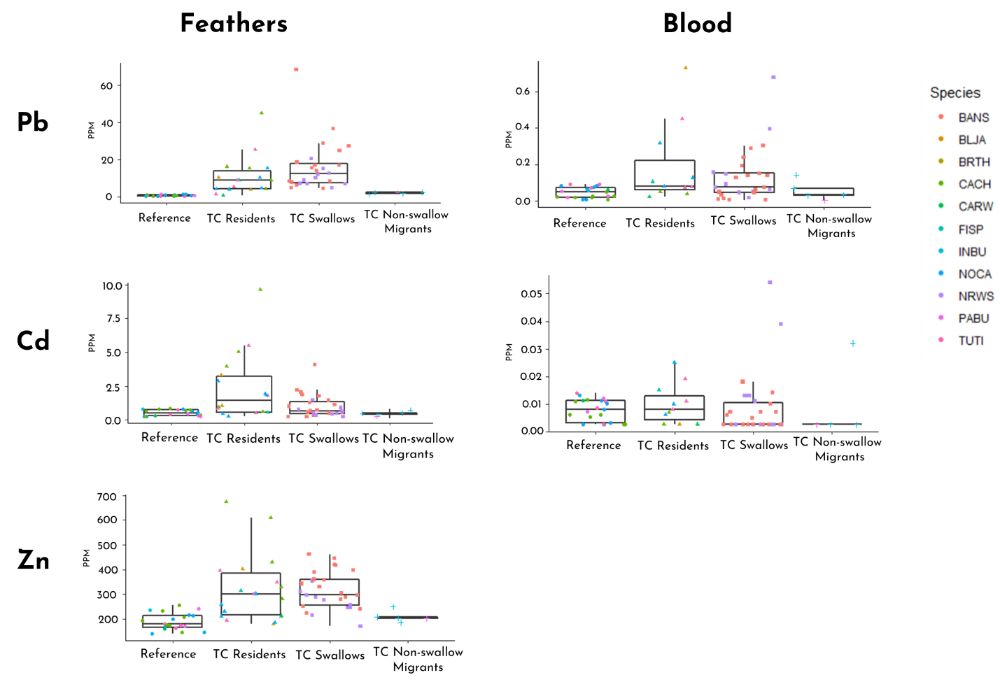 Feathers
Blood
Pb
PPM
60
40
20
0
Reference
TC Residents
TC Swallows
TC Non-swallow
Migrants
PPM
0.6
0.4
0.2
0.0
Reference
TC Residents
TC Swallows
TC Non-swallow
Migrants
Species
BANS
BLJA
BRTH
CACH
CARW
FISP
INBU
NOCA
NRWS
PABU
TUTI
Cd
PPM
10.0
7.5
5.0
2.5
0.0
Reference
TC Residents
TC Swallows
TC Non-swallow
Migrants
PPM
0.05
0.04
0.03
0.02
0.01
0.00
Reference
TC Residents
TC Swallows
TC Non-swallow
Migrants
Zn
PPM
700
600
500
400
300
200
Reference
TC Residents
TC Swallows
TC Non-swallow
Migrants